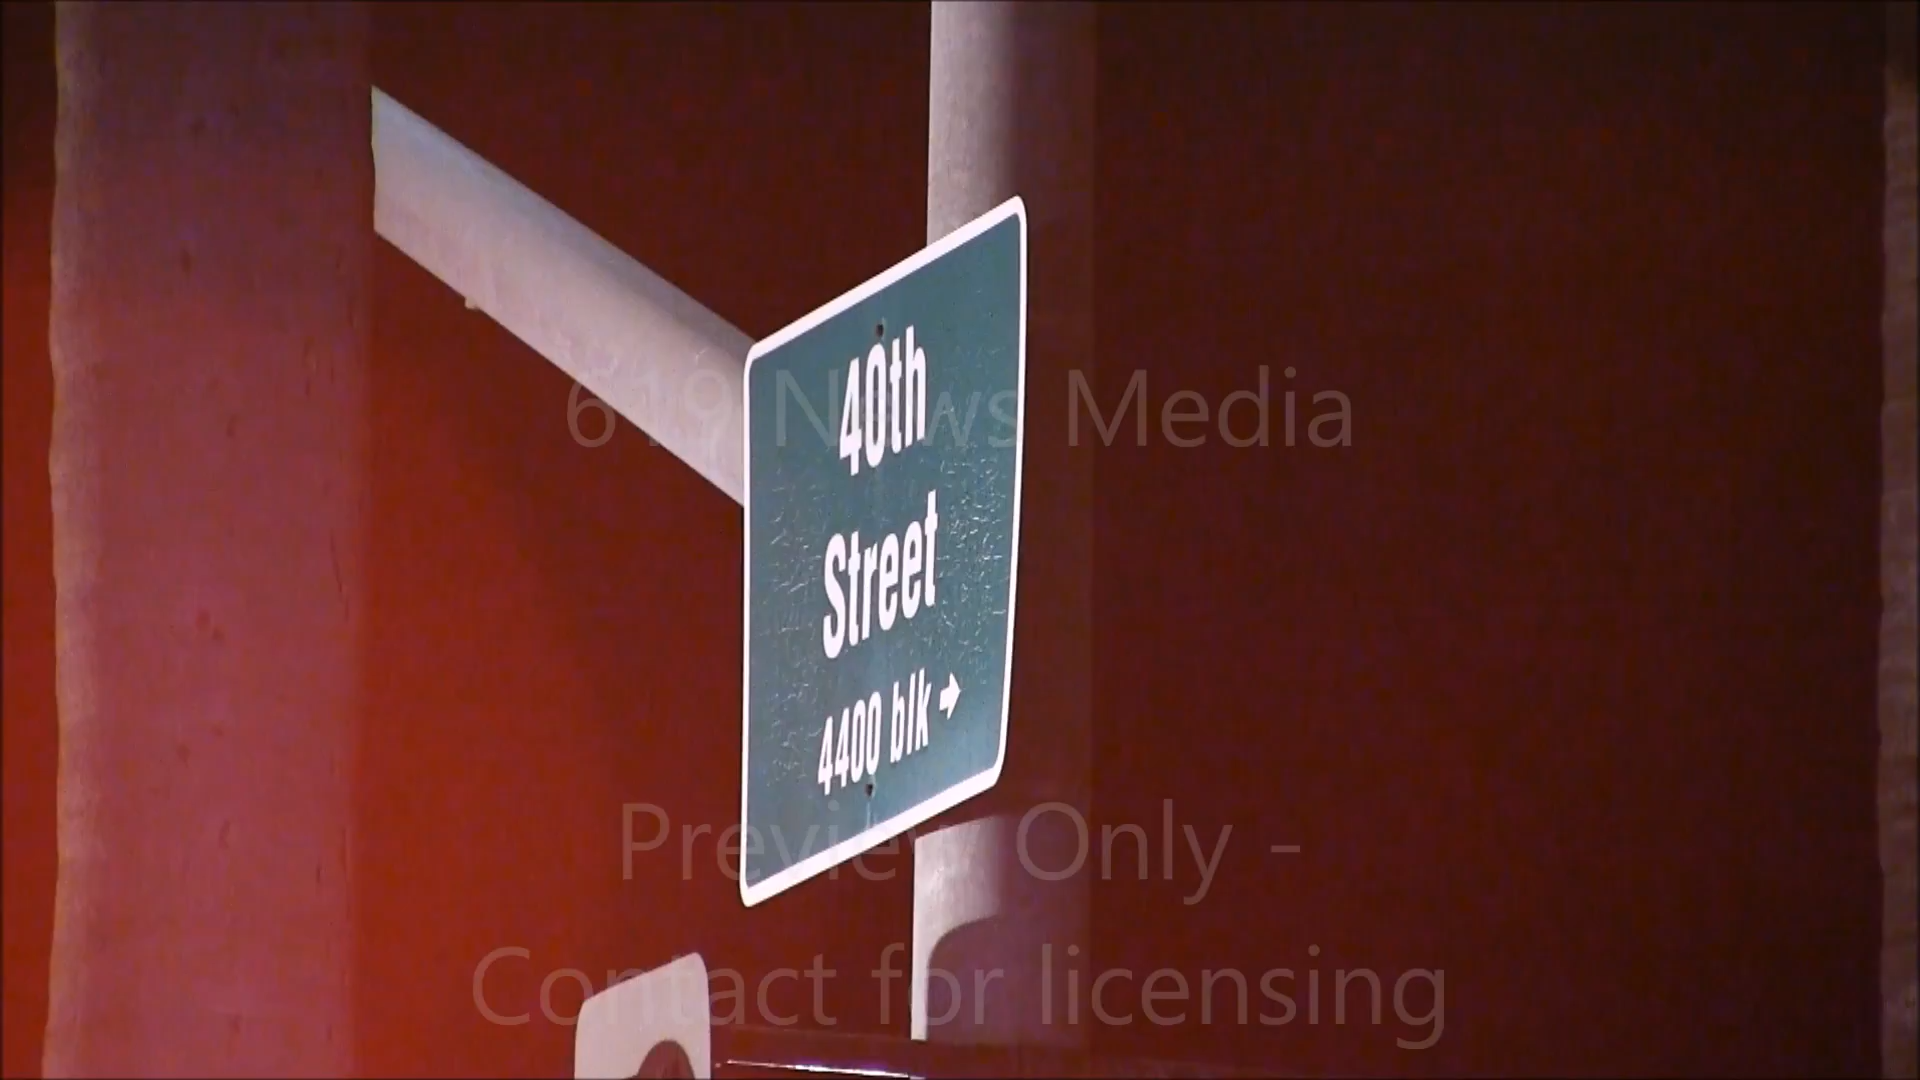 40th
Street
4400 blk →
619 News Media
Preview Only -
Contact for licensing